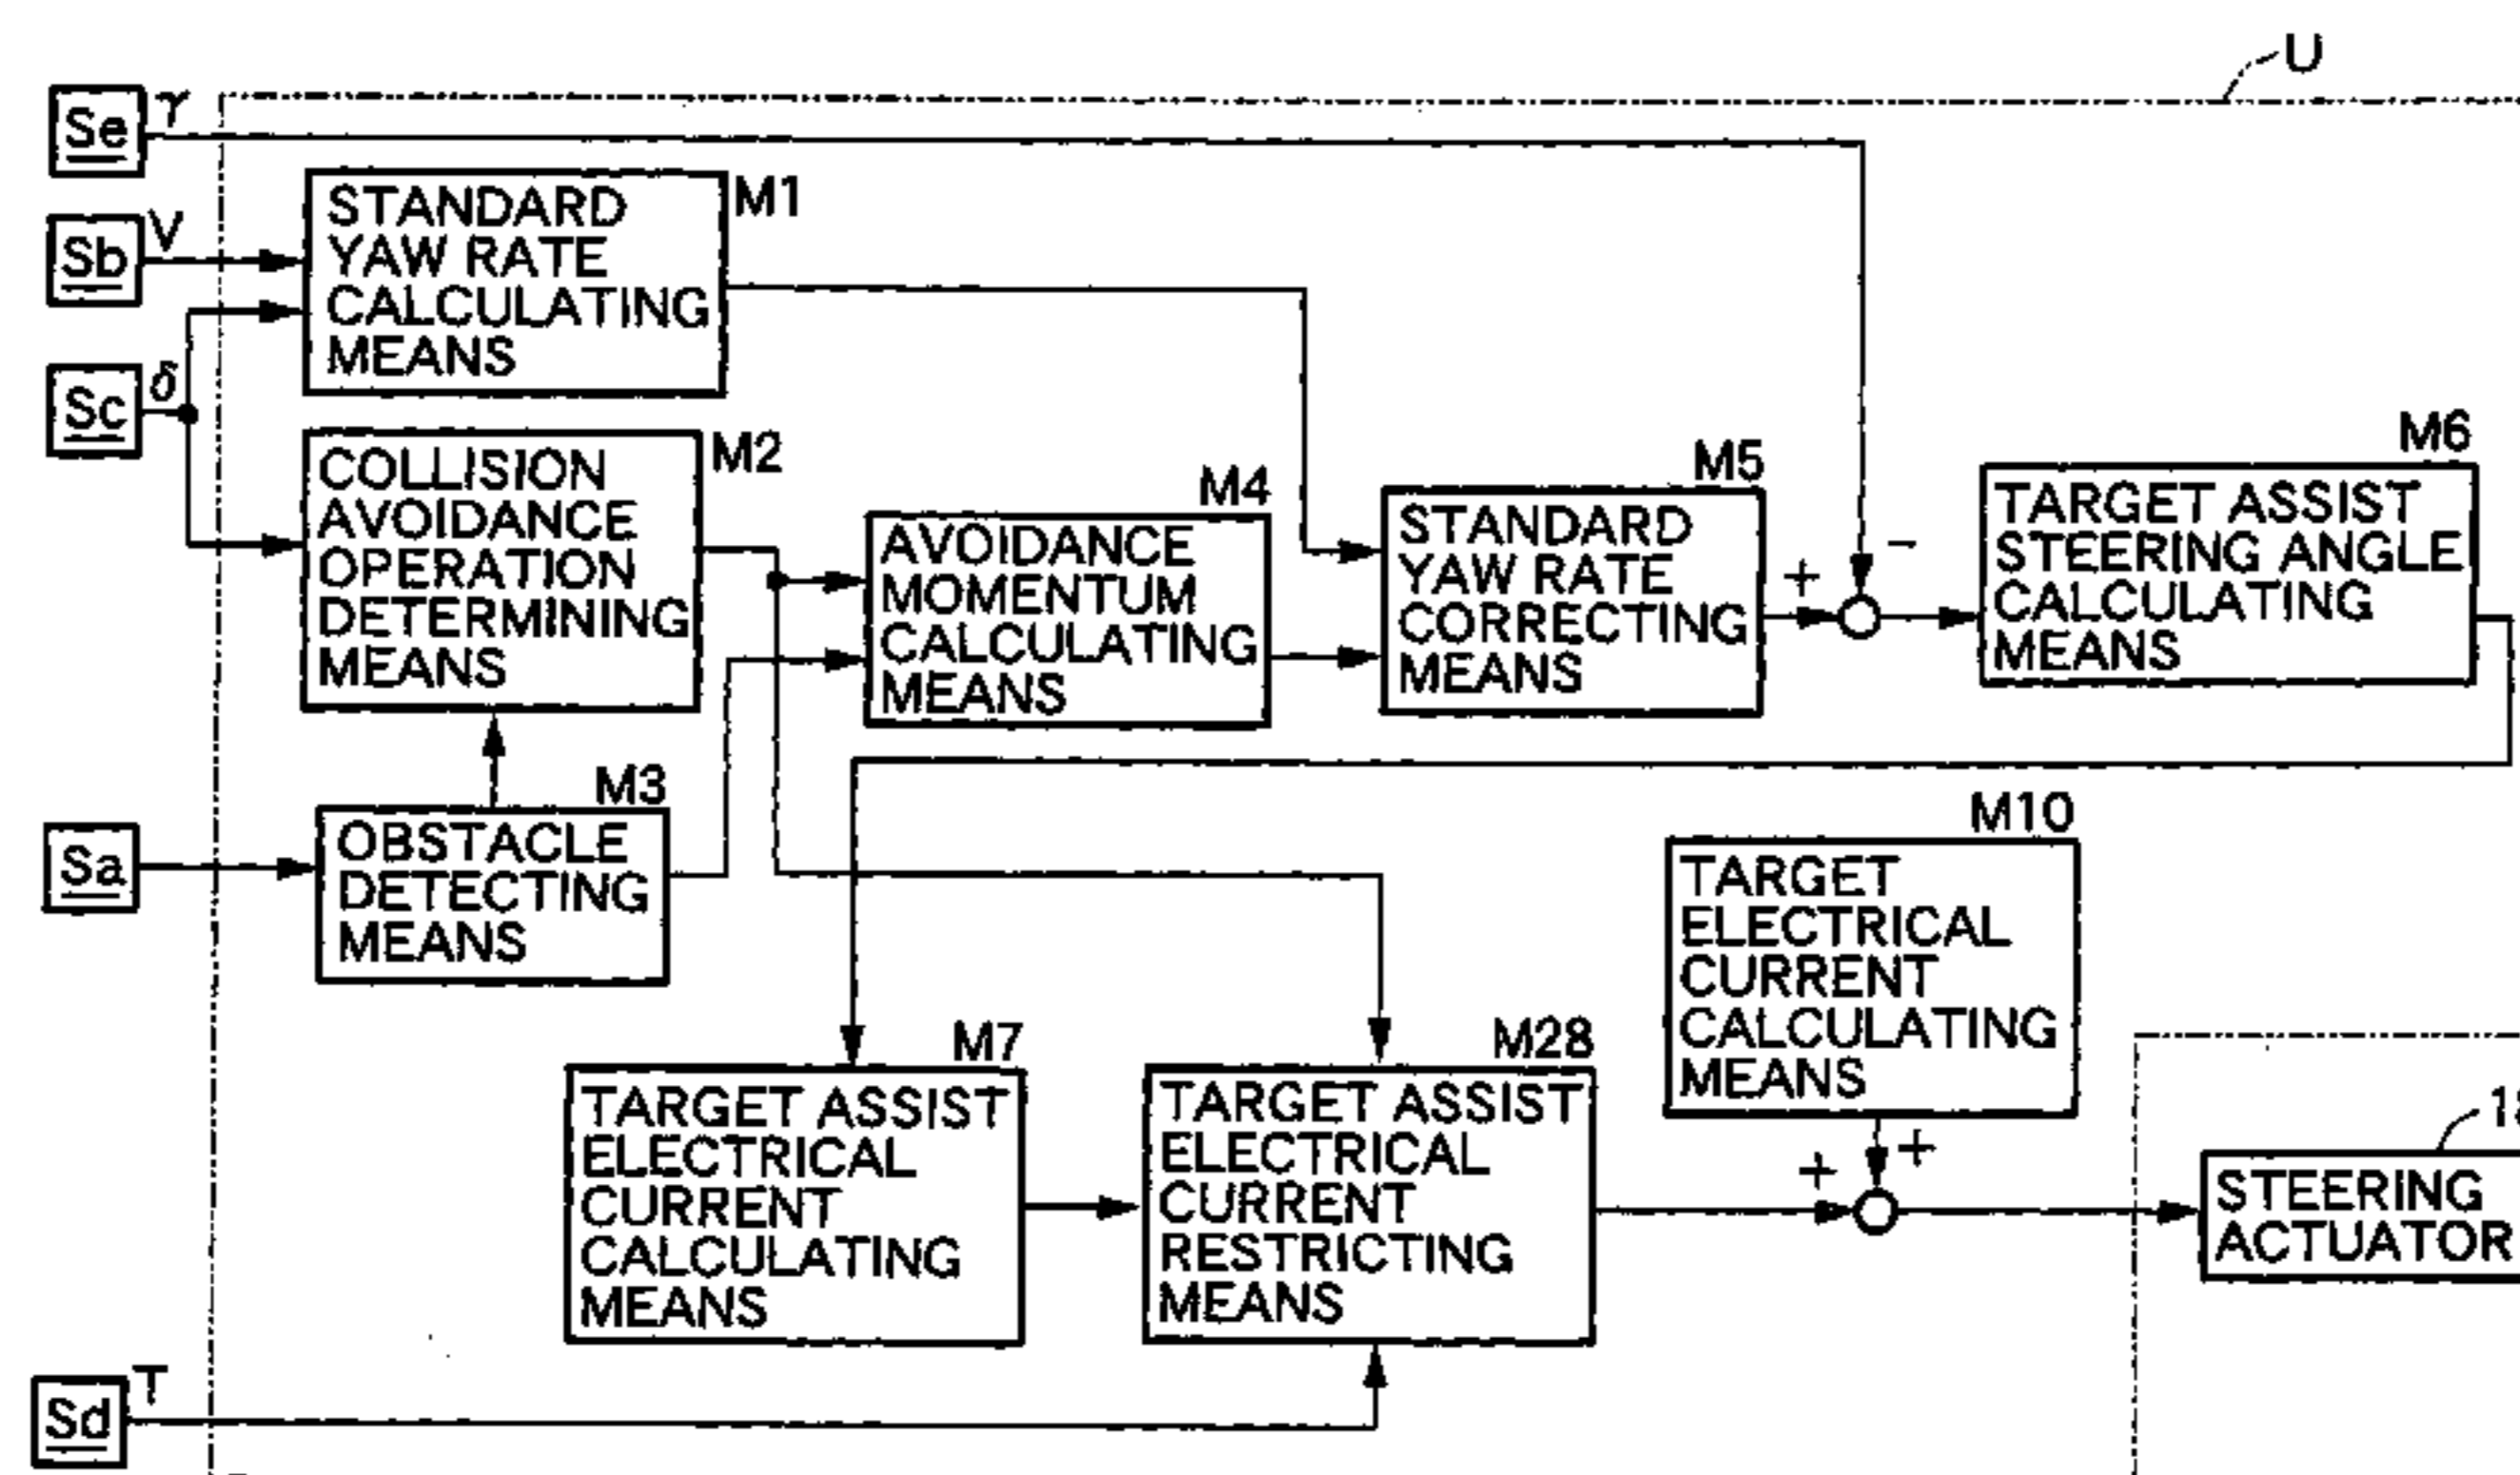 U
Se γ
STANDARD
YAW RATE
CALCULATING
MEANS
M1
Sb V
Sc δ
COLLISION
AVOIDANCE
OPERATION
DETERMINING
MEANS
M2
M4
AVOIDANCE
MOMENTUM
CALCULATING
MEANS
M5
STANDARD
YAW RATE
CORRECTING
MEANS
+
−
M6
TARGET ASSIST
STEERING ANGLE
CALCULATING
MEANS
Sa
M3
OBSTACLE
DETECTING
MEANS
M10
TARGET
ELECTRICAL
CURRENT
CALCULATING
MEANS
M7
TARGET ASSIST
ELECTRICAL
CURRENT
CALCULATING
MEANS
M28
TARGET ASSIST
ELECTRICAL
CURRENT
RESTRICTING
MEANS
+
+
STEERING
ACTUATOR
Sd T